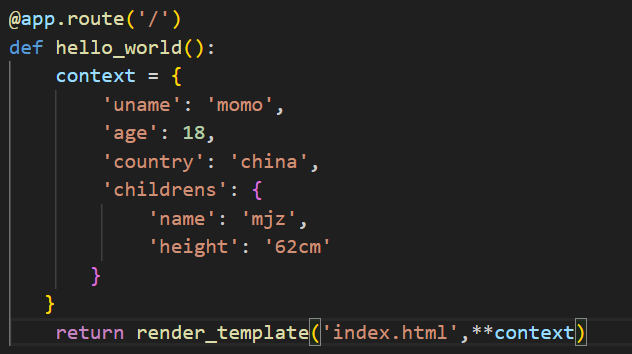 @app.route('/')
def hello_world():
    context = {
        'uname': 'momo',
        'age': 18,
        'country': 'china',
        'childrens': {
            'name': 'mjz',
            'height': '62cm'
        }
    }
    return render_template('index.html',**context)